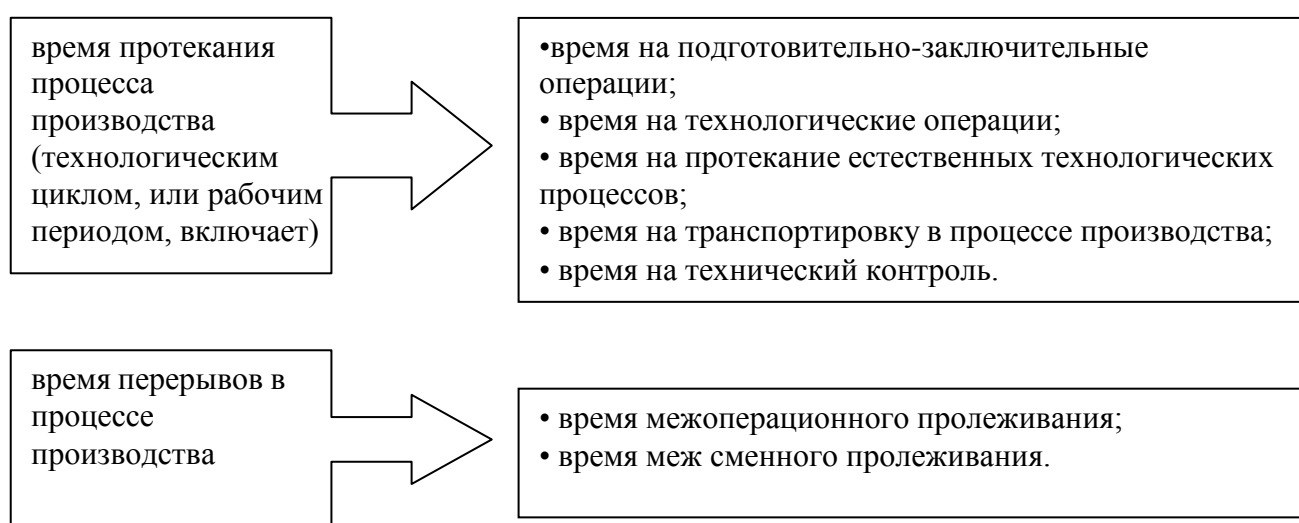 время протекания
процесса
производства
(технологическим
циклом, или рабочим
периодом, включает)
•время на подготовительно-заключительные
операции;
• время на технологические операции;
• время на протекание естественных технологических
процессов;
• время на транспортировку в процессе производства;
• время на технический контроль.
время перерывов в
процессе
производства
• время межоперационного пролеживания;
• время меж сменного пролеживания.